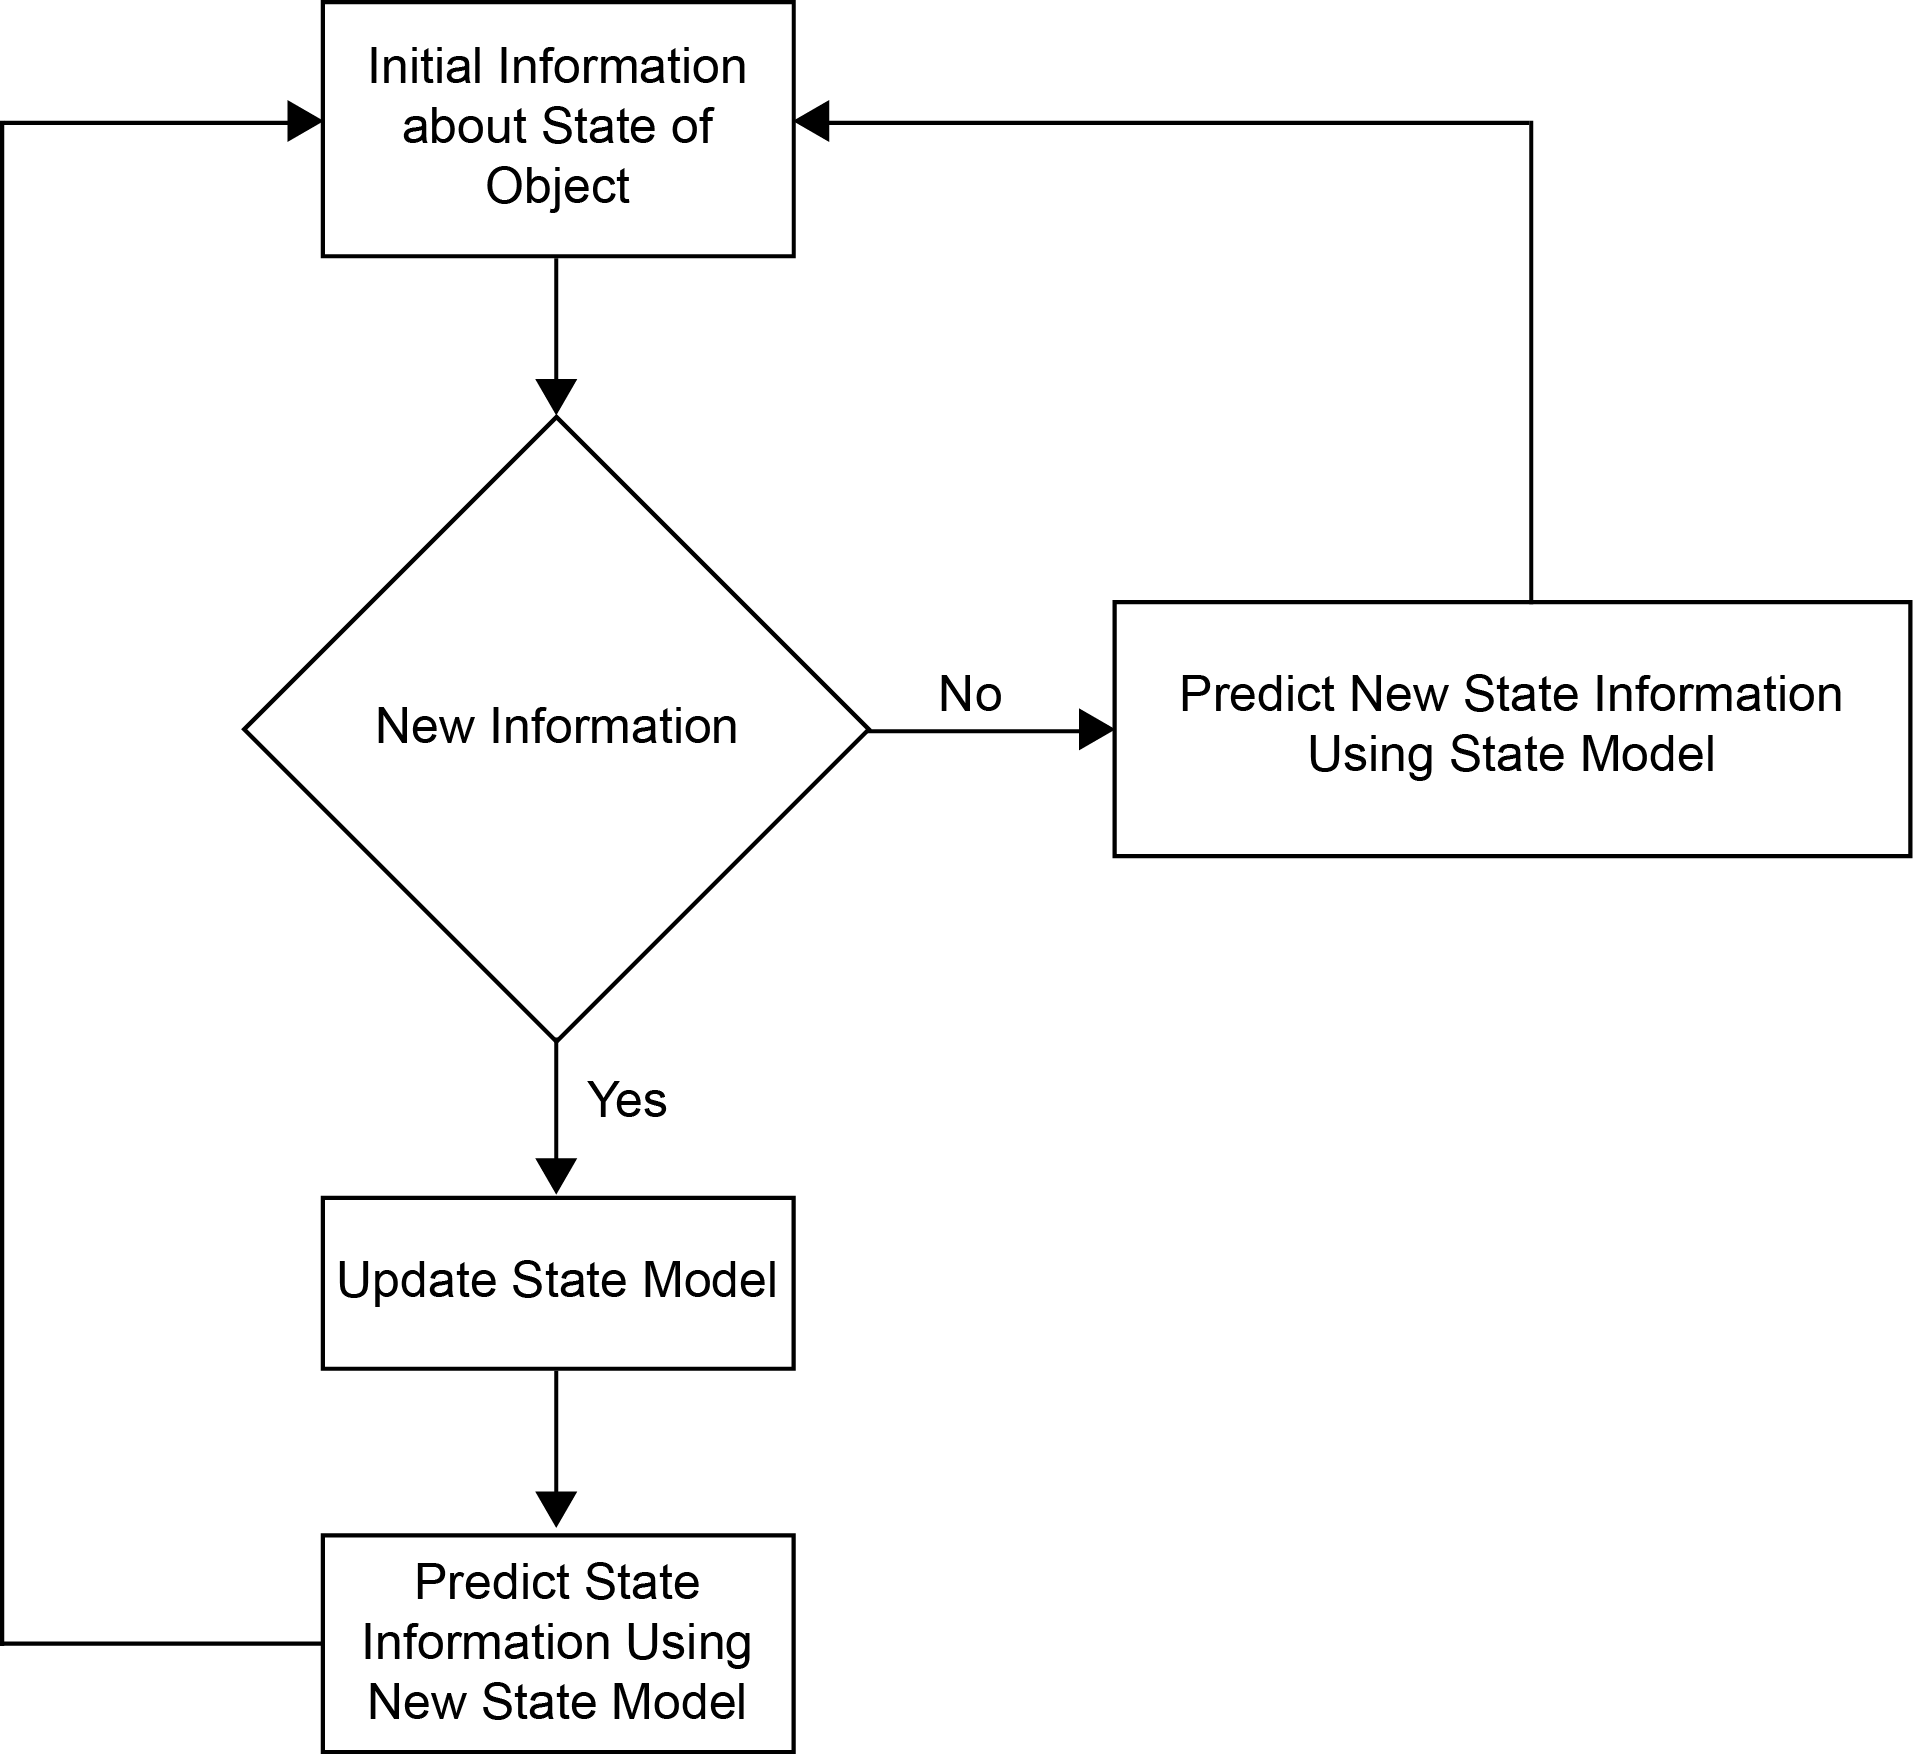 Initial Information
about State of
Object
New Information
No
Predict New State Information
Using State Model
Yes
Update State Model
Predict State
Information Using
New State Model